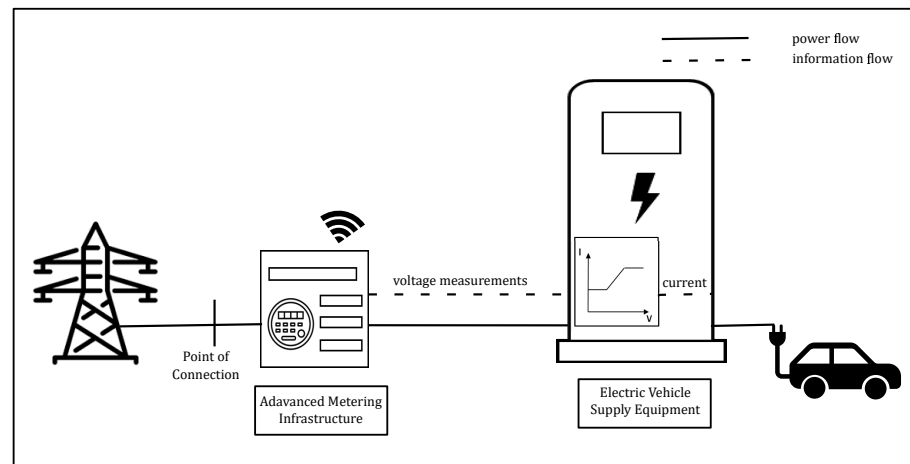 power flow
information flow
voltage measurements
I
V
current
Point of
Connection
Adavanced Metering
Infrastructure
Electric Vehicle
Supply Equipment